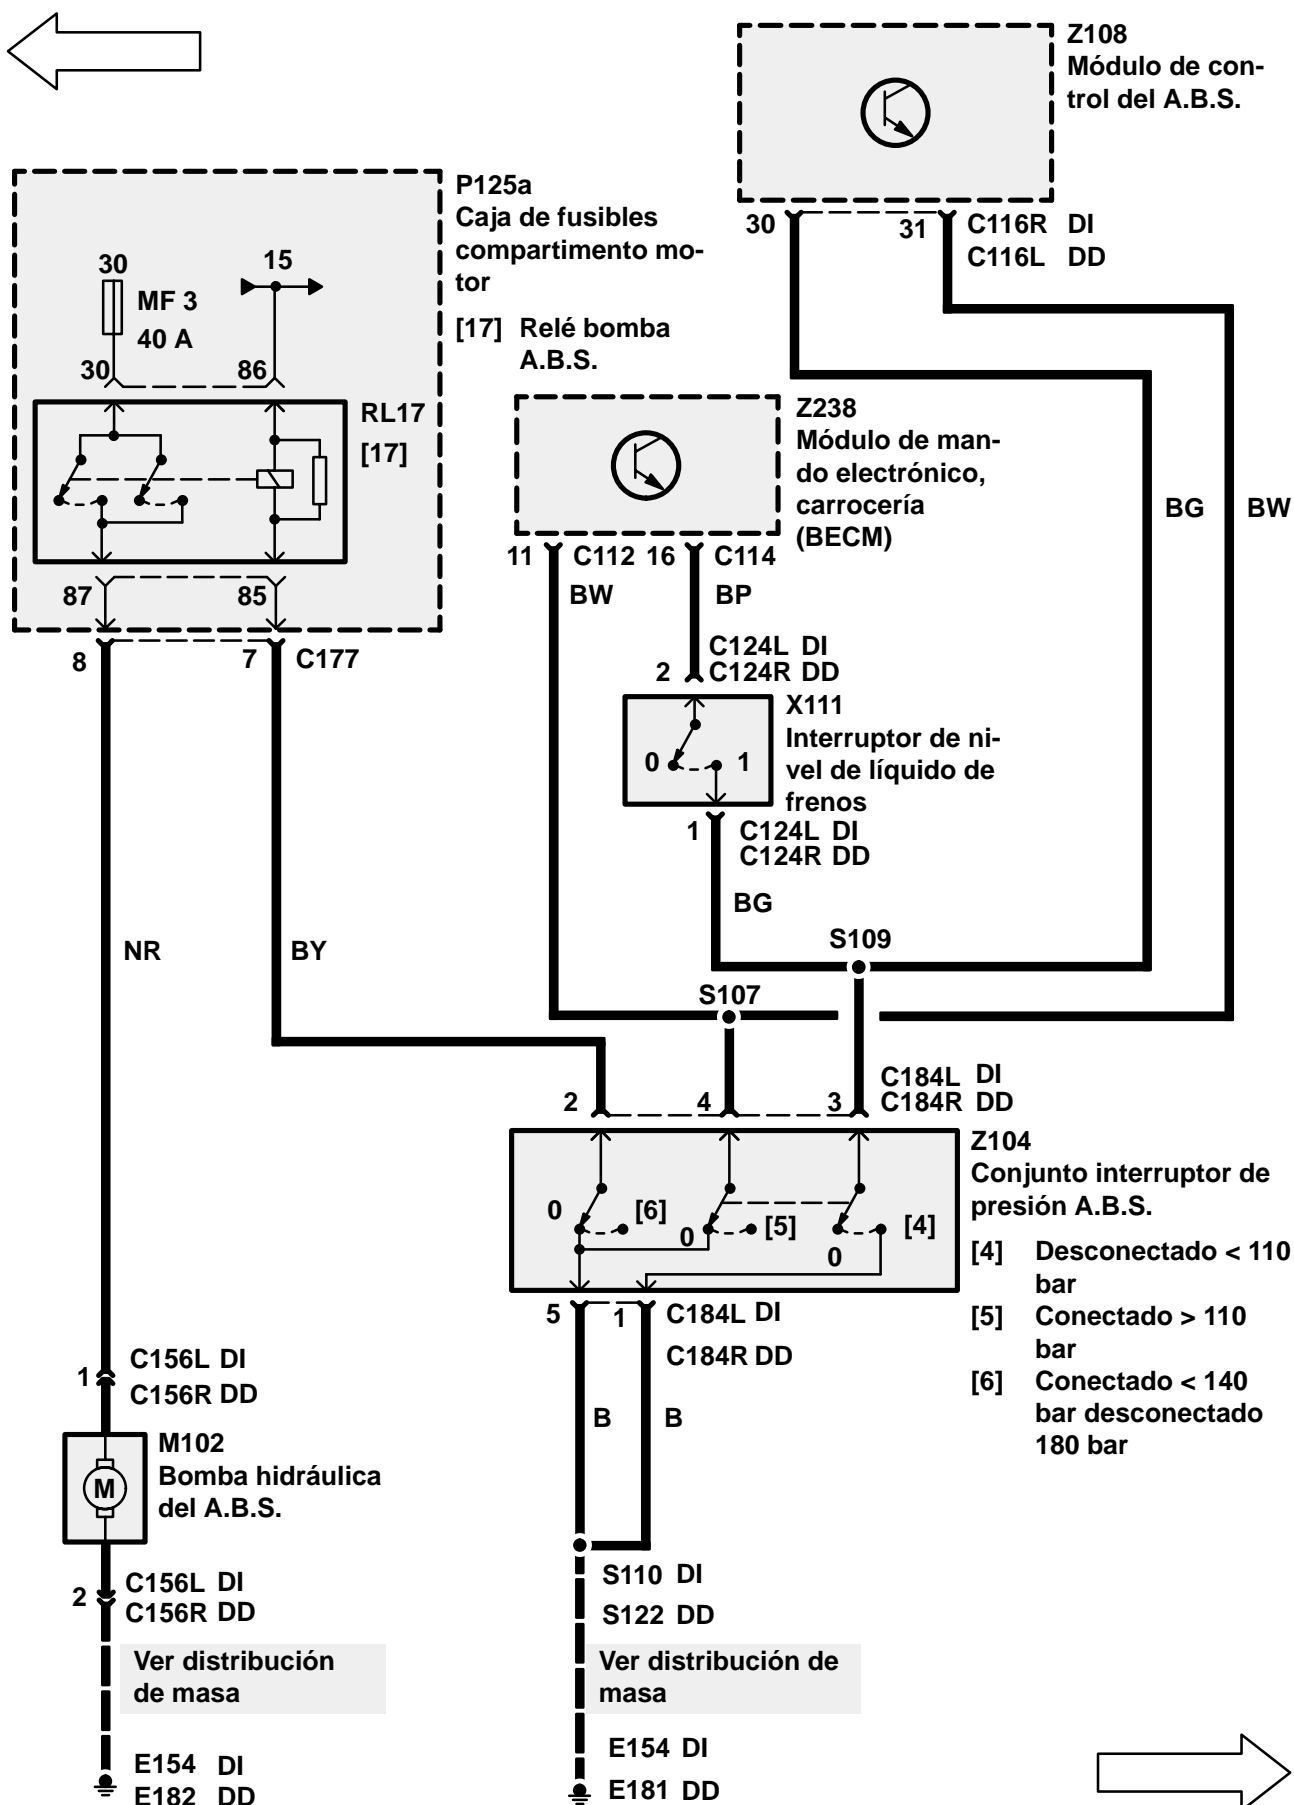 Z108
Módulo de con-
trol del A.B.S.
30
31
C116R DI
C116L DD
P125a
Caja de fusibles
compartimento mo-
tor
[17] Relé bomba
A.B.S.
30
15
MF 3
40 A
30
86
RL17
[17]
87
85
8
7
C177
Z238
Módulo de man-
do electrónico,
carrocería
(BECM)
11
C112
16
C114
BW
BP
BG
BW
C124L DI
2
C124R DD
X111
Interruptor de ni-
vel de líquido de
frenos
0
1
1
C124L DI
C124R DD
BG
NR
BY
S109
S107
C184L DI
2
4
3
C184R DD
Z104
Conjunto interruptor de
presión A.B.S.
0
[6]
0
[5]
0
[4]
[4] Desconectado < 110
bar
[5] Conectado > 110
bar
[6] Conectado < 140
bar desconectado
180 bar
5
1
C184L DI
C184R DD
B
B
1
C156L DI
C156R DD
M102
Bomba hidráulica
del A.B.S.
M
2
C156L DI
C156R DD
S110 DI
S122 DD
Ver distribución
de masa
Ver distribución de
masa
E154 DI
E182 DD
E154 DI
E181 DD